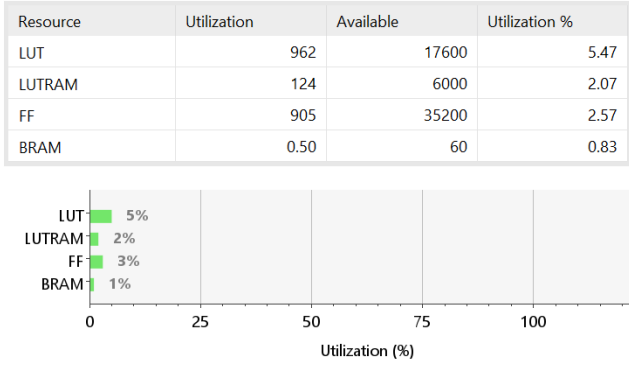 Resource Utilization Available Utilization %
LUT 962 17600 5.47
LUTRAM 124 6000 2.07
FF 905 35200 2.57
BRAM 0.50 60 0.83
LUT 5%
LUTRAM 2%
FF 3%
BRAM 1%
0 25 50 75 100
Utilization (%)